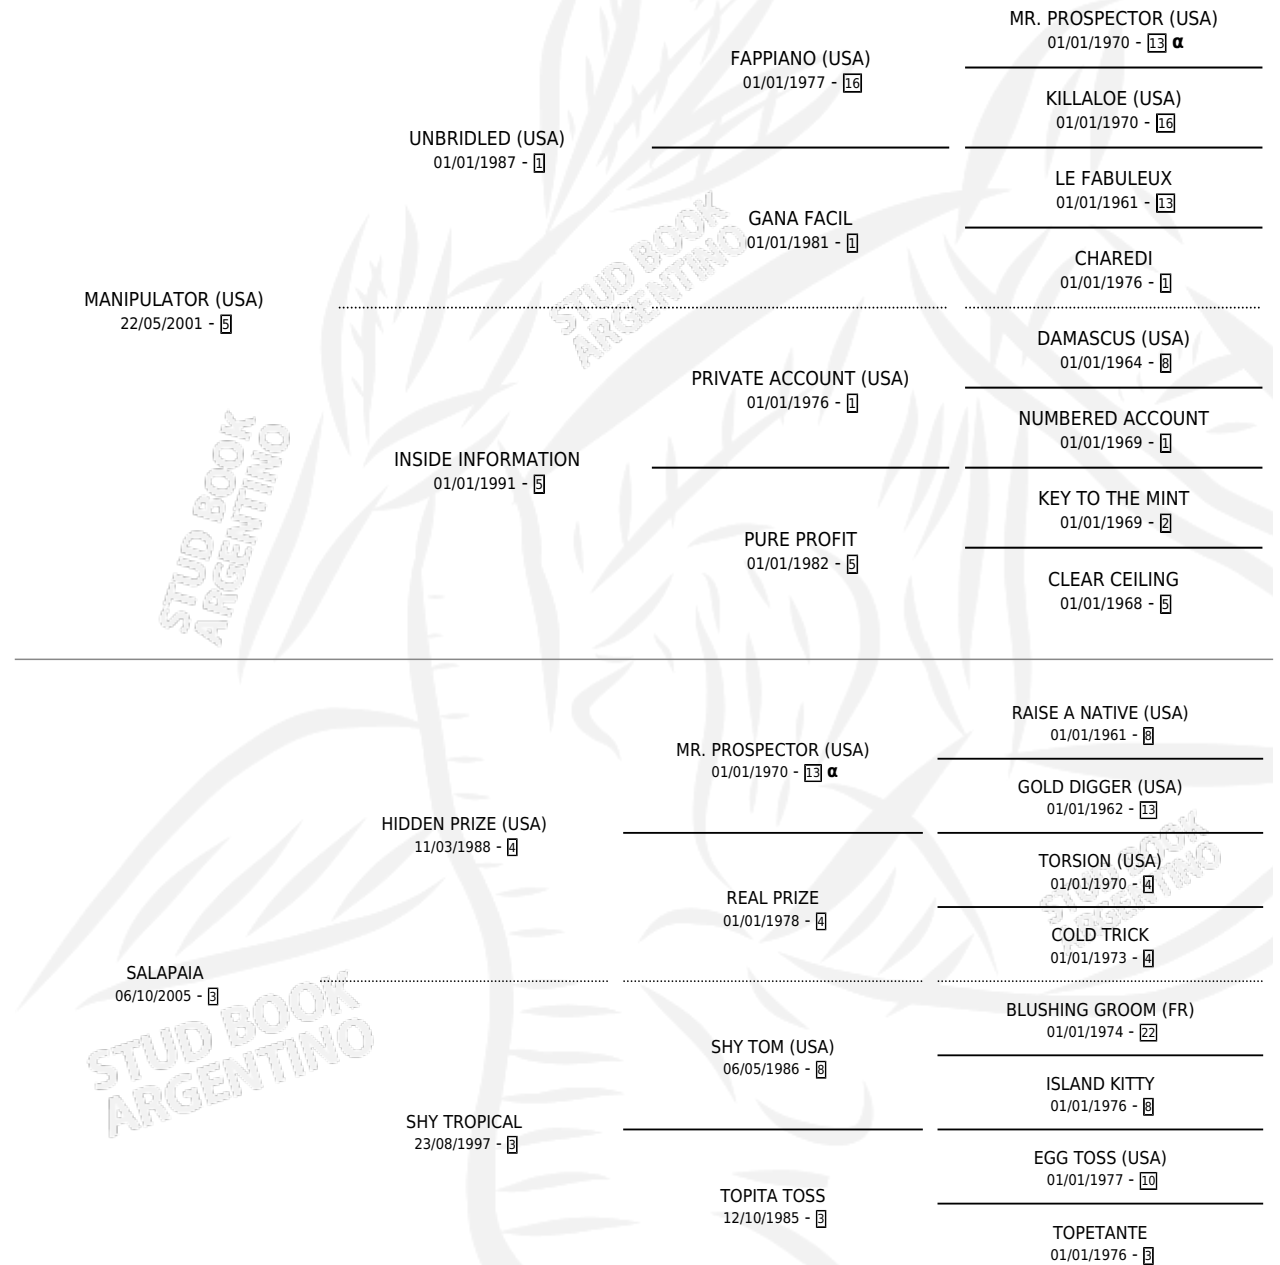 MR. PROSPECTOR (USA)
01/01/1970 - 13 α
FAPPIANO (USA)
01/01/1977 - 16
KILLALOE (USA)
01/01/1970 - 16
UNBRIDLED (USA)
01/01/1987 - 1
LE FABULEUX
01/01/1961 - 13
GANA FACIL
01/01/1981 - 1
CHAREDI
01/01/1976 - 1
MANIPULATOR (USA)
22/05/2001 - 5
DAMASCUS (USA)
01/01/1964 - 8
PRIVATE ACCOUNT (USA)
01/01/1976 - 1
NUMBERED ACCOUNT
01/01/1969 - 1
INSIDE INFORMATION
01/01/1991 - 5
KEY TO THE MINT
01/01/1969 - 2
PURE PROFIT
01/01/1982 - 5
CLEAR CEILING
01/01/1968 - 5
STUD BOOK
ARGENTINO
STUD BOOK
ARGENTINO
RAISE A NATIVE (USA)
01/01/1961 - 8
MR. PROSPECTOR (USA)
01/01/1970 - 13 α
GOLD DIGGER (USA)
01/01/1962 - 13
HIDDEN PRIZE (USA)
11/03/1988 - 4
TORSION (USA)
01/01/1970 - 4
REAL PRIZE
01/01/1978 - 4
COLD TRICK
01/01/1973 - 4
SALAPAIA
06/10/2005 - 3
BLUSHING GROOM (FR)
01/01/1974 - 22
SHY TOM (USA)
06/05/1986 - 8
ISLAND KITTY
01/01/1976 - 8
SHY TROPICAL
23/08/1997 - 3
EGG TOSS (USA)
01/01/1977 - 10
TOPITA TOSS
12/10/1985 - 3
TOPETANTE
01/01/1976 - 3
STUD BOOK
ARGENTINO
STUD BOOK
ARGENTINO